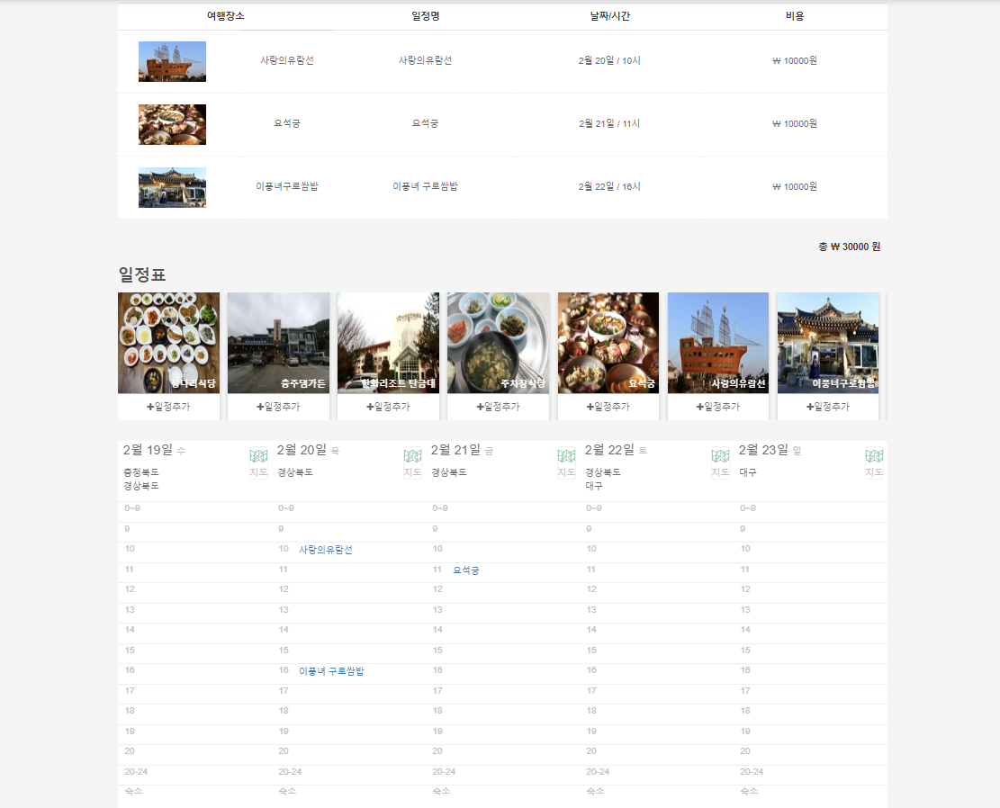 여행장소 일정명 날짜/시간 비용
사랑의유람선 사랑의유람선 2월 20일 / 10시 ₩ 10000원
요석궁 요석궁 2월 21일 / 11시 ₩ 10000원
이풍녀구로쌈밥 이풍녀 구로쌈밥 2월 22일 / 16시 ₩ 10000원
총 ₩ 30000 원
일정표
충주댐가든 한화리조트 탄금대 주차장식당 요석궁 사랑의유람선 이풍녀구로쌈밥
+일정추가 +일정추가 +일정추가 +일정추가 +일정추가 +일정추가 +일정추가
2월 19일 수 2월 20일 목 2월 21일 금 2월 22일 토 2월 23일 일
지도 지도 지도 지도 지도
충청북도 경상북도 경상북도 경상북도 대구
경상북도 대구
0~9 0~9 0~9 0~9 0~9
9 9 9 9 9
10 10 사랑의유람선 10 10 10
11 11 11 요석궁 11 11
12 12 12 12 12
13 13 13 13 13
14 14 14 14 14
15 15 15 15 15
16 16 이풍녀 구로쌈밥 16 16 16
17 17 17 17 17
18 18 18 18 18
19 19 19 19 19
20 20 20 20 20
20-24 20-24 20-24 20-24 20-24
숙소 숙소 숙소 숙소 숙소